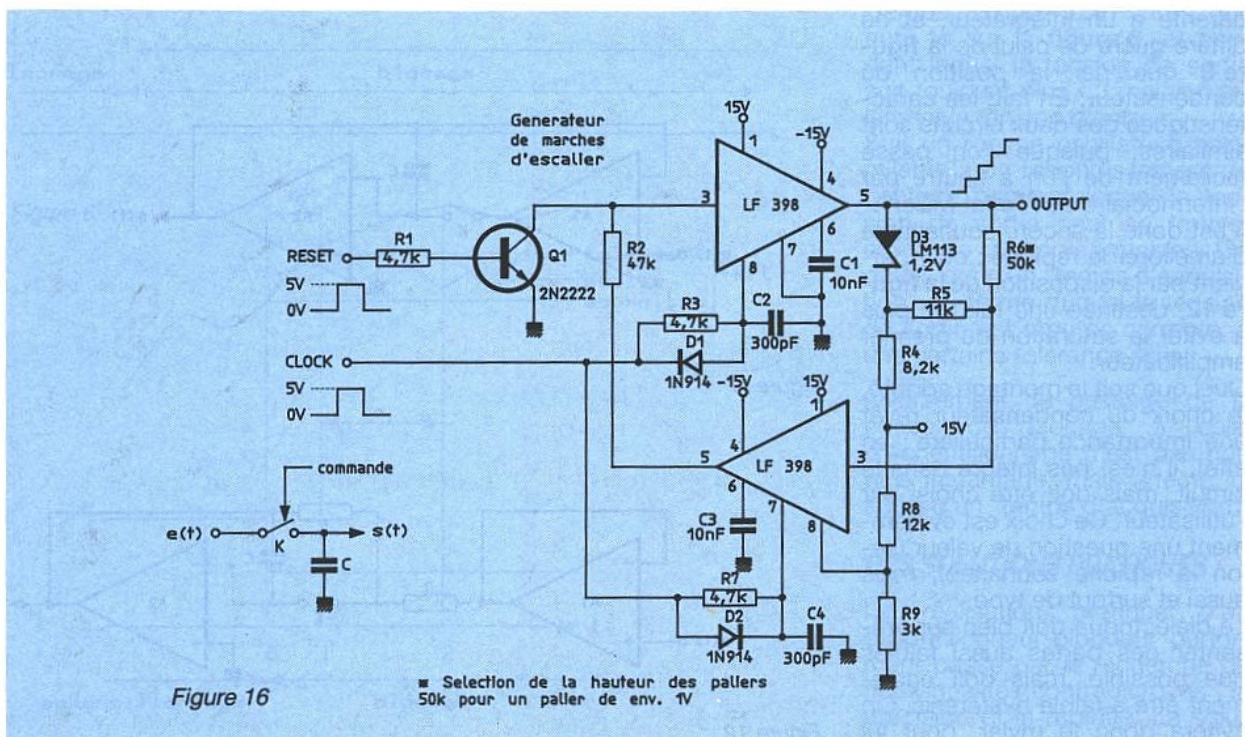 15V
Génerateur
de marches
d'escalier
-15V
1
4
3
LF 398
5
OUTPUT
6
7
8
RESET
R1
4,7k
Q1
2N2222
R2
47k
C1
10nF
D3
LM113
1,2V
R6■
50k
5V
0V
R3
4,7k
C2
300pF
R5
11k
CLOCK
D1
1N914
R4
8,2k
5V
0V
-15V
15V
15V
4
1
5
LF 398
3
6
7
8
commande
e(t)
K
s(t)
C
C3
10nF
R8
12k
R7
4,7k
D2
1N914
C4
300pF
R9
3k
Figure 16
■ Selection de la hauteur des paliers
50k pour un palier de env. 1V